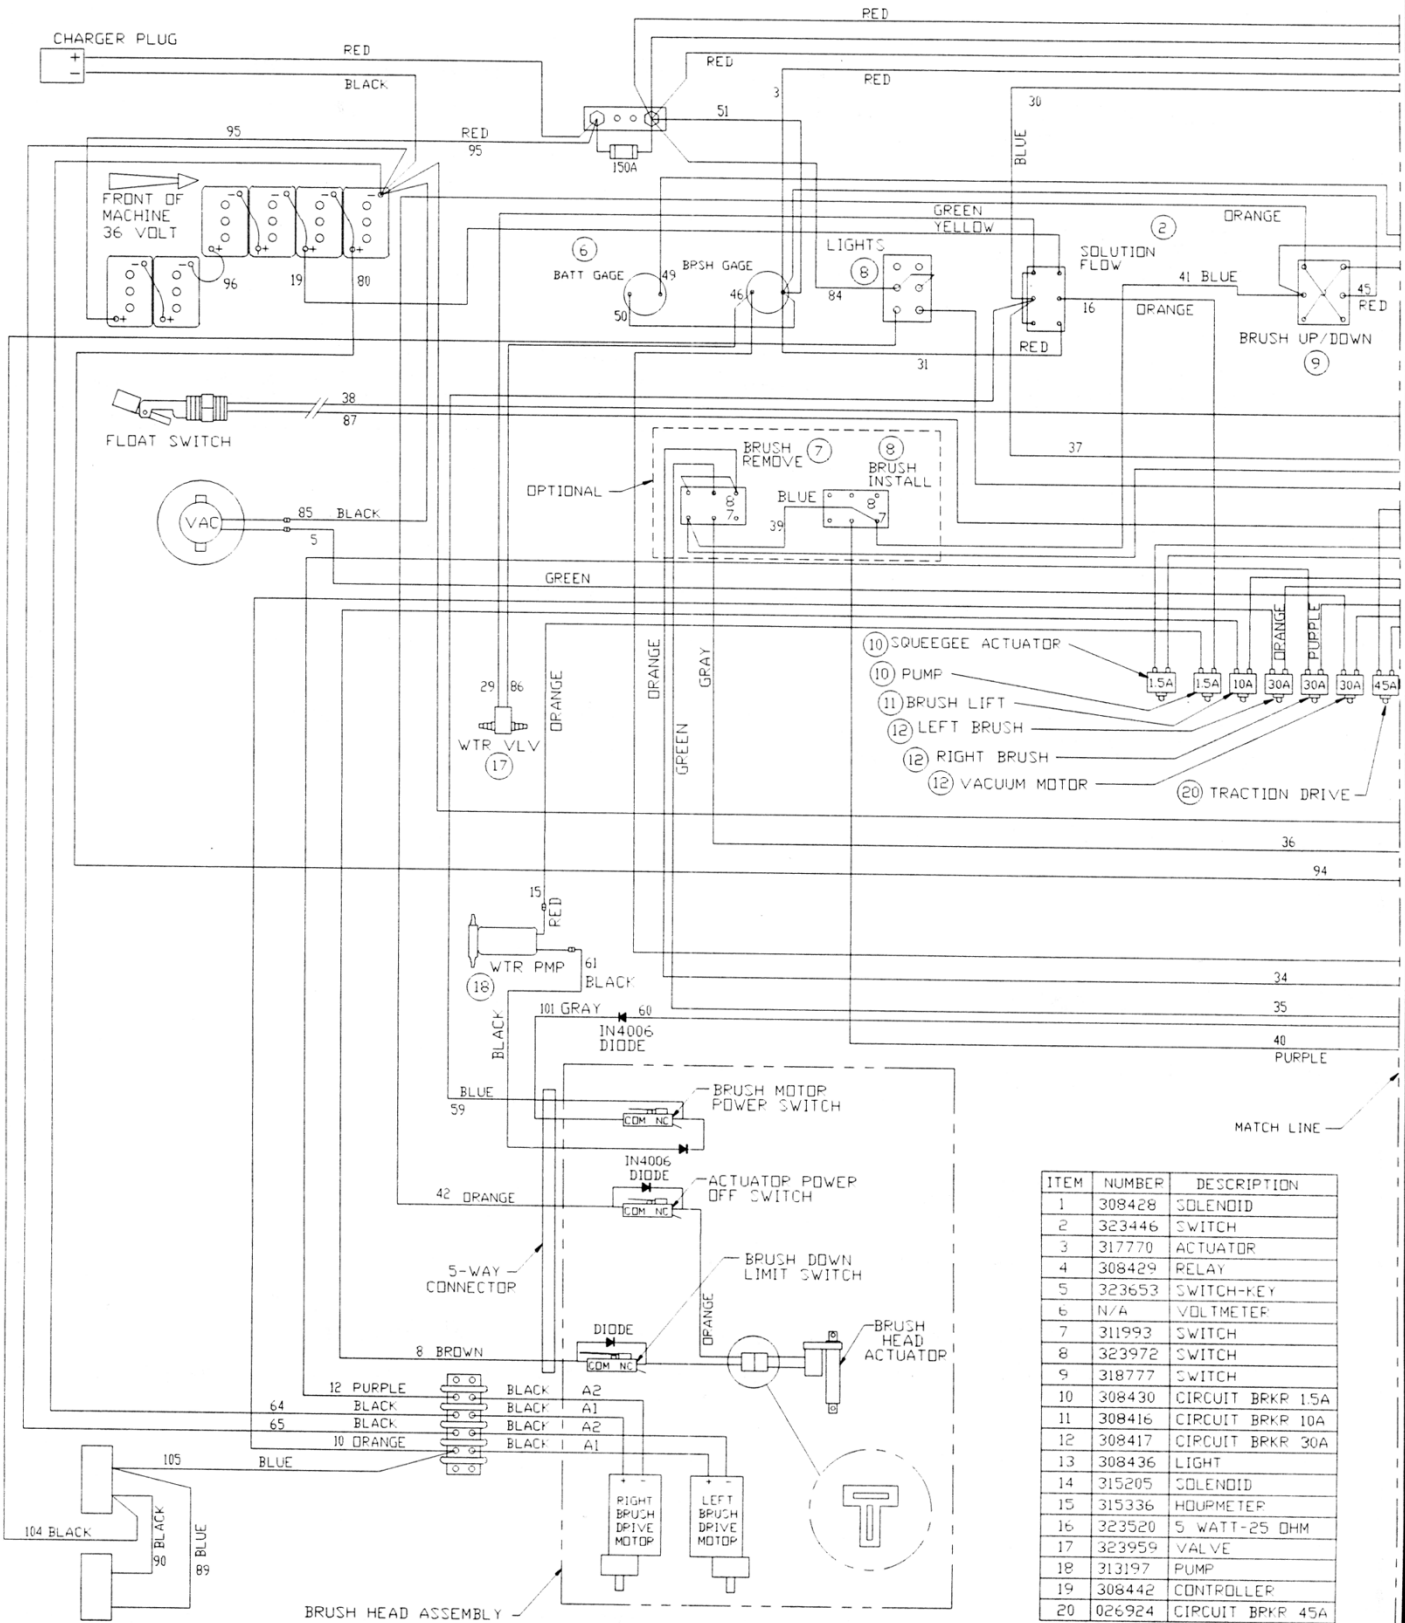 RED
CHARGER PLUG
+
−
RED
BLACK
RED
3
RED
30
51
95
RED
95
150A
BLUE
FRONT OF
MACHINE
36 VOLT
96
19
80
6
BATT GAGE
49
50
BPSH GAGE
46
GREEN
YELLOW
LIGHTS
8
84
31
2
SOLUTION
FLOW
RED
16
ORANGE
ORANGE
41 BLUE
45
RED
BRUSH UP/DOWN
9
38
87
FLOAT SWITCH
37
OPTIONAL
BRUSH
REMOVE
7
8
BRUSH
INSTALL
8
7
BLUE
39
8
7
VAC
85 BLACK
5
GREEN
ORANGE
PURPLE
10 SQUEEGEE ACTUATOR
10 PUMP
11 BRUSH LIFT
12 LEFT BRUSH
12 RIGHT BRUSH
12 VACUUM MOTOR
20 TRACTION DRIVE
1.5A
1.5A
10A
30A
30A
30A
45A
ORANGE
ORANGE
GRAY
GREEN
29
86
WTR VLV
17
36
94
15
RED
WTR PMP
18
61
BLACK
BLACK
34
35
101 GRAY
60
IN4006
DIODE
40
PURPLE
BLUE
59
BRUSH MOTOR
POWER SWITCH
COM NC
MATCH LINE
IN4006
DIODE
42 ORANGE
ACTUATOR POWER
OFF SWITCH
COM NC
5-WAY
CONNECTOR
BRUSH DOWN
LIMIT SWITCH
ORANGE
DIODE
8 BROWN
COM NC
BRUSH
HEAD
ACTUATOR
12 PURPLE
BLACK A2
64
BLACK
BLACK A1
65
BLACK
BLACK A2
10 ORANGE
BLACK A1
105
BLUE
+ −
RIGHT
BRUSH
DRIVE
MOTOR
+ −
LEFT
BRUSH
DRIVE
MOTOR
104 BLACK
BLACK
90
BLUE
89
BRUSH HEAD ASSEMBLY
ITEM NUMBER DESCRIPTION
1 308428 SOLENOID
2 323446 SWITCH
3 317770 ACTUATOR
4 308429 RELAY
5 323653 SWITCH-KEY
6 N/A VOLTMETER
7 311993 SWITCH
8 323972 SWITCH
9 318777 SWITCH
10 308430 CIRCUIT BRKR 1.5A
11 308416 CIRCUIT BRKR 10A
12 308417 CIRCUIT BRKR 30A
13 308436 LIGHT
14 315205 SOLENOID
15 315336 HOURMETER
16 323520 5 WATT-25 OHM
17 323959 VALVE
18 313197 PUMP
19 308442 CONTROLLER
20 026924 CIRCUIT BRKR 45A